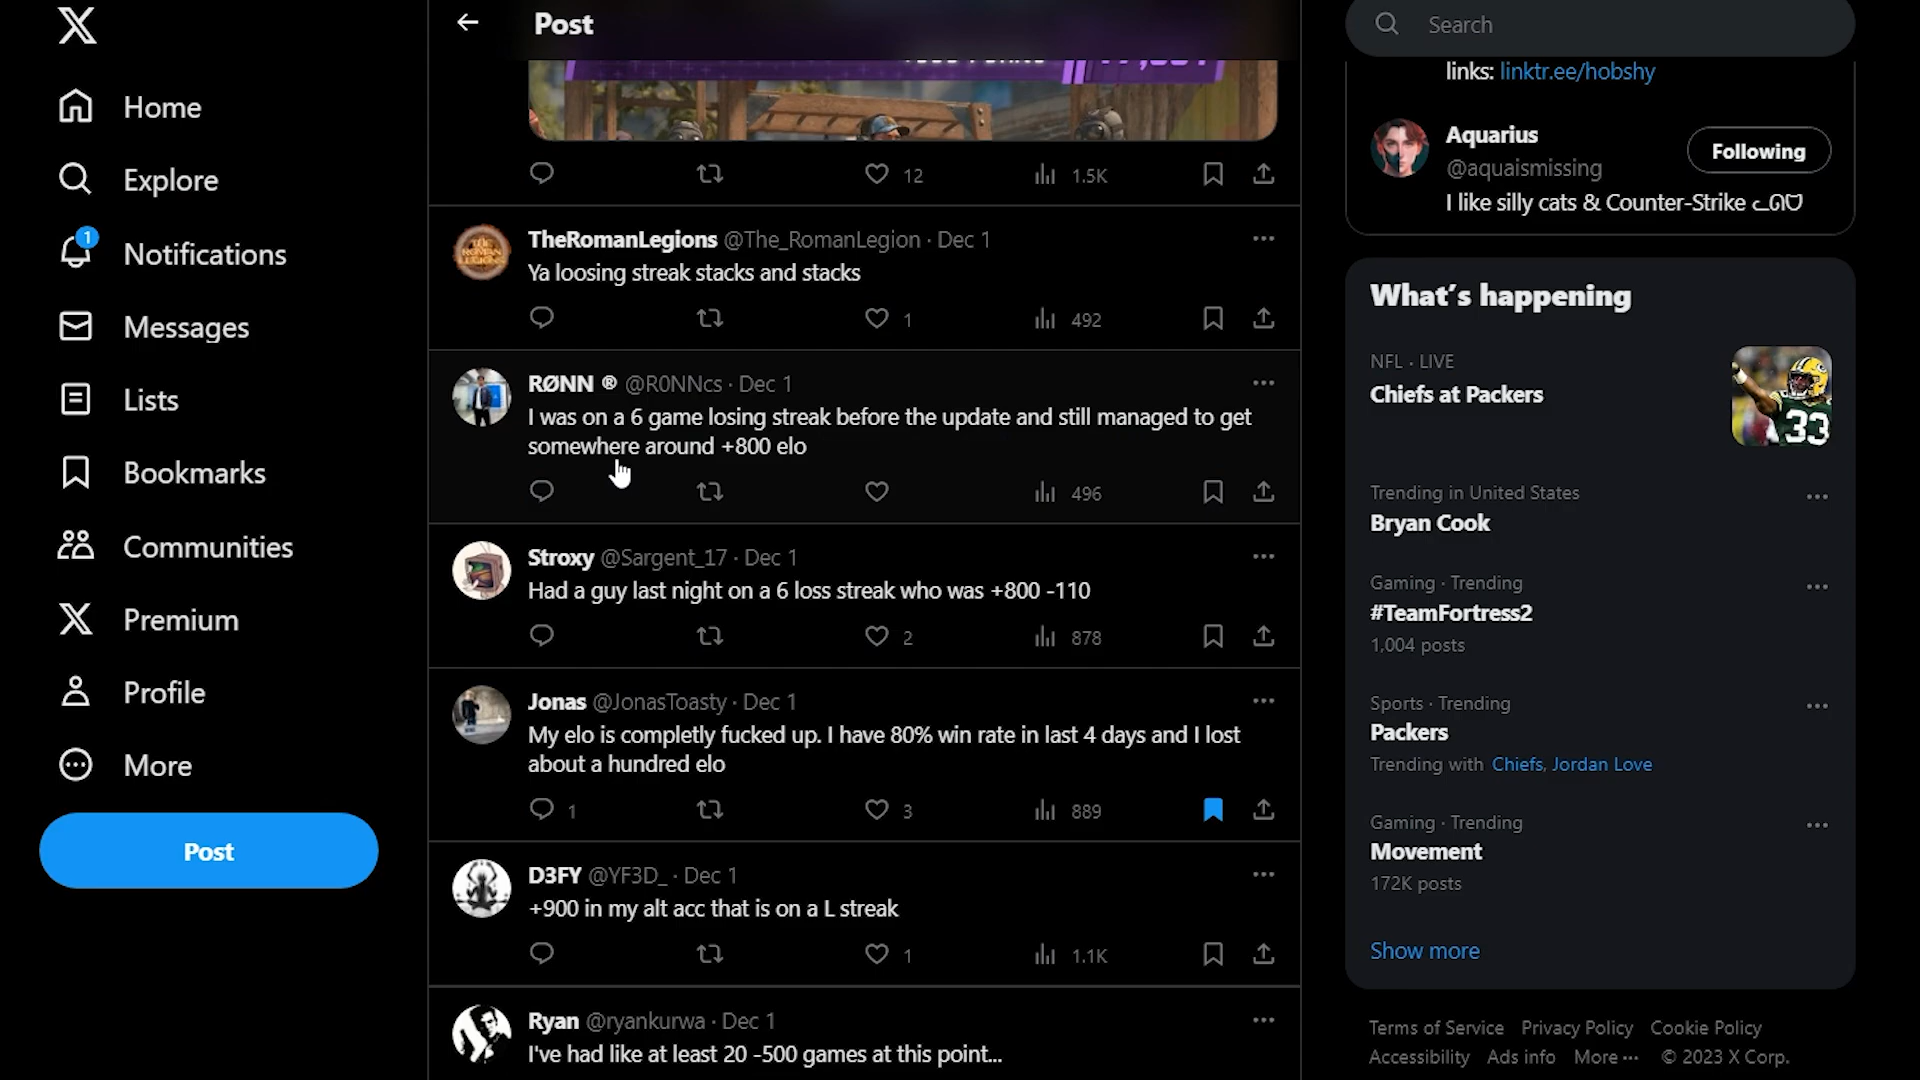 Home
Explore
1
Notifications
Messages
Lists
Bookmarks
Communities
Premium
Profile
More
Post
Post
12
1.5K
TheRomanLegions @The_RomanLegion · Dec 1
Ya loosing streak stacks and stacks
1
492
RØNN ® @R0NNcs · Dec 1
I was on a 6 game losing streak before the update and still managed to get
somewhere around +800 elo
496
Stroxy @Sargent_17 · Dec 1
Had a guy last night on a 6 loss streak who was +800 -110
2
878
Jonas @JonasToasty · Dec 1
My elo is completly fucked up. I have 80% win rate in last 4 days and I lost
about a hundred elo
1
3
889
D3FY @YF3D_ · Dec 1
+900 in my alt acc that is on a L streak
1
1.1K
Ryan @ryankurwa · Dec 1
I've had like at least 20 -500 games at this point...
Search
links: linktr.ee/hobshy
Aquarius
@aquaismissing
Following
I like silly cats & Counter-Strike
What's happening
NFL · LIVE
Chiefs at Packers
33
Trending in United States
Bryan Cook
Gaming · Trending
#TeamFortress2
1,004 posts
Sports · Trending
Packers
Trending with Chiefs, Jordan Love
Gaming · Trending
Movement
172K posts
Show more
Terms of Service Privacy Policy Cookie Policy
Accessibility Ads info More ··· © 2023 X Corp.